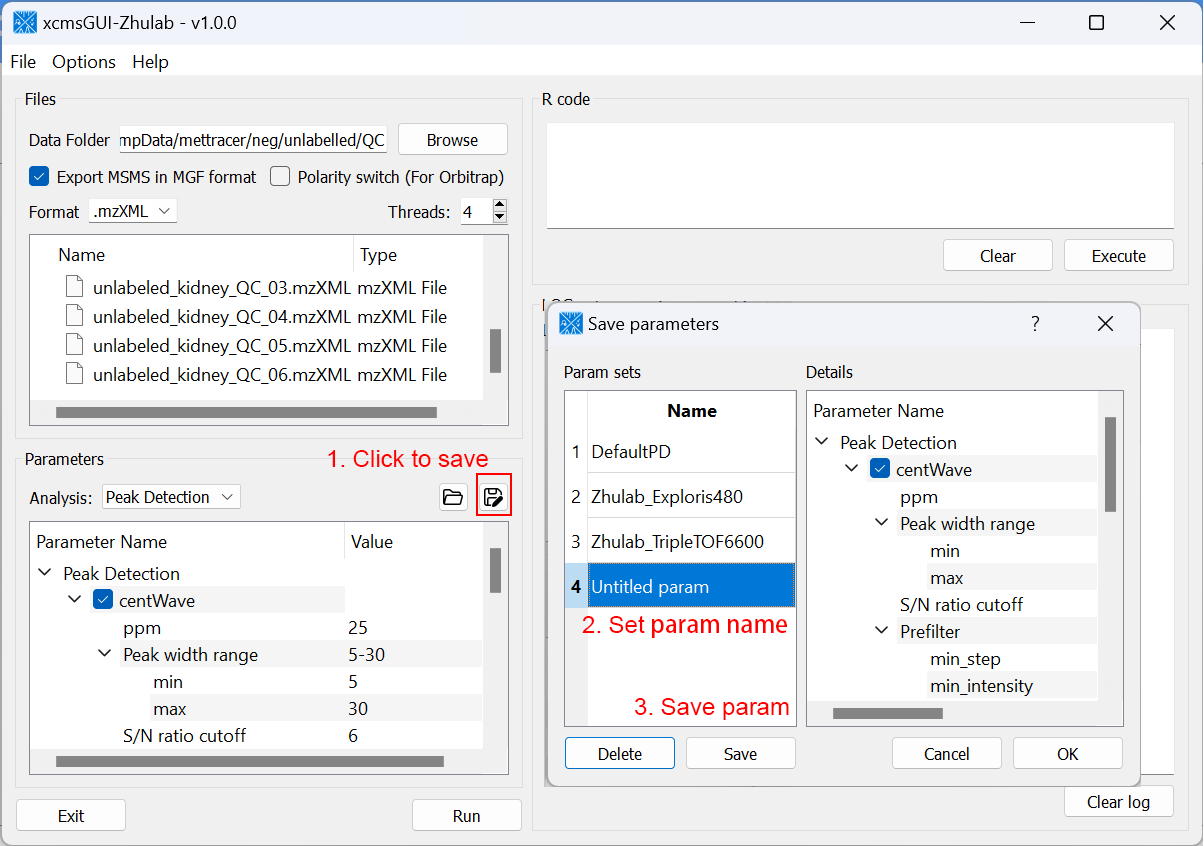 xcmsGUI-Zhulab - v1.0.0
File Options Help
Files
Data Folder mpData/mettracer/neg/unlabelled/QC Browse
Export MSMS in MGF format Polarity switch (For Orbitrap)
Format .mzXML Threads: 4
Name Type
unlabeled_kidney_QC_03.mzXML mzXML File
unlabeled_kidney_QC_04.mzXML mzXML File
unlabeled_kidney_QC_05.mzXML mzXML File
unlabeled_kidney_QC_06.mzXML mzXML File
Parameters
1. Click to save
Analysis: Peak Detection
Parameter Name Value
Peak Detection
centWave
ppm 25
Peak width range 5-30
min 5
max 30
S/N ratio cutoff 6
Exit Run
R code
Clear Execute
Save parameters ?
Param sets
Name
1 DefaultPD
2 Zhulab_Exploris480
3 Zhulab_TripleTOF6600
4 Untitled param
2. Set param name
3. Save param
Delete Save
Details
Parameter Name
Peak Detection
centWave
ppm
Peak width range
min
max
S/N ratio cutoff
Prefilter
min_step
min_intensity
Cancel OK
Clear log